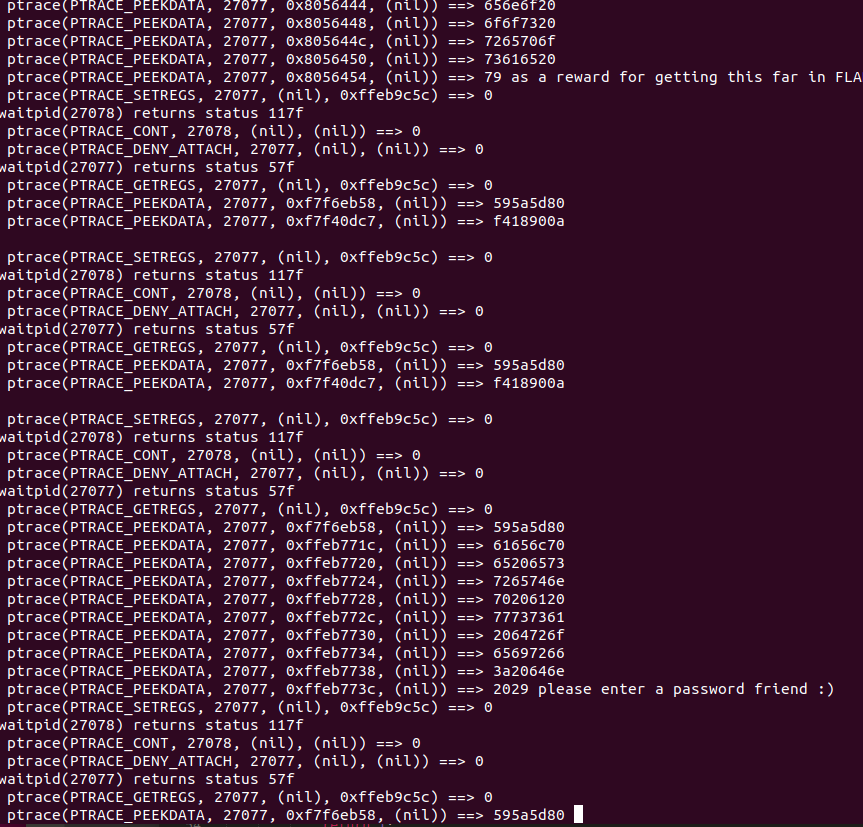 ptrace(PTRACE_PEEKDATA, 27077, 0x8056444, (nil)) ==> 656e6f20
ptrace(PTRACE_PEEKDATA, 27077, 0x8056448, (nil)) ==> 6f6f7320
ptrace(PTRACE_PEEKDATA, 27077, 0x805644c, (nil)) ==> 7265706f
ptrace(PTRACE_PEEKDATA, 27077, 0x8056450, (nil)) ==> 73616520
ptrace(PTRACE_PEEKDATA, 27077, 0x8056454, (nil)) ==> 79 as a reward for getting this far in FLA
ptrace(PTRACE_SETREGS, 27077, (nil), 0xffeb9c5c) ==> 0
waitpid(27078) returns status 117f
ptrace(PTRACE_CONT, 27078, (nil), (nil)) ==> 0
ptrace(PTRACE_DENY_ATTACH, 27077, (nil), (nil)) ==> 0
waitpid(27077) returns status 57f
ptrace(PTRACE_GETREGS, 27077, (nil), 0xffeb9c5c) ==> 0
ptrace(PTRACE_PEEKDATA, 27077, 0xf7f6eb58, (nil)) ==> 595a5d80
ptrace(PTRACE_PEEKDATA, 27077, 0xf7f40dc7, (nil)) ==> f418900a
ptrace(PTRACE_SETREGS, 27077, (nil), 0xffeb9c5c) ==> 0
waitpid(27078) returns status 117f
ptrace(PTRACE_CONT, 27078, (nil), (nil)) ==> 0
ptrace(PTRACE_DENY_ATTACH, 27077, (nil), (nil)) ==> 0
waitpid(27077) returns status 57f
ptrace(PTRACE_GETREGS, 27077, (nil), 0xffeb9c5c) ==> 0
ptrace(PTRACE_PEEKDATA, 27077, 0xf7f6eb58, (nil)) ==> 595a5d80
ptrace(PTRACE_PEEKDATA, 27077, 0xf7f40dc7, (nil)) ==> f418900a
ptrace(PTRACE_SETREGS, 27077, (nil), 0xffeb9c5c) ==> 0
waitpid(27078) returns status 117f
ptrace(PTRACE_CONT, 27078, (nil), (nil)) ==> 0
ptrace(PTRACE_DENY_ATTACH, 27077, (nil), (nil)) ==> 0
waitpid(27077) returns status 57f
ptrace(PTRACE_GETREGS, 27077, (nil), 0xffeb9c5c) ==> 0
ptrace(PTRACE_PEEKDATA, 27077, 0xf7f6eb58, (nil)) ==> 595a5d80
ptrace(PTRACE_PEEKDATA, 27077, 0xffeb771c, (nil)) ==> 61656c70
ptrace(PTRACE_PEEKDATA, 27077, 0xffeb7720, (nil)) ==> 65206573
ptrace(PTRACE_PEEKDATA, 27077, 0xffeb7724, (nil)) ==> 7265746e
ptrace(PTRACE_PEEKDATA, 27077, 0xffeb7728, (nil)) ==> 70206120
ptrace(PTRACE_PEEKDATA, 27077, 0xffeb772c, (nil)) ==> 77737361
ptrace(PTRACE_PEEKDATA, 27077, 0xffeb7730, (nil)) ==> 2064726f
ptrace(PTRACE_PEEKDATA, 27077, 0xffeb7734, (nil)) ==> 65697266
ptrace(PTRACE_PEEKDATA, 27077, 0xffeb7738, (nil)) ==> 3a20646e
ptrace(PTRACE_PEEKDATA, 27077, 0xffeb773c, (nil)) ==> 2029 please enter a password friend :)
ptrace(PTRACE_SETREGS, 27077, (nil), 0xffeb9c5c) ==> 0
waitpid(27078) returns status 117f
ptrace(PTRACE_CONT, 27078, (nil), (nil)) ==> 0
ptrace(PTRACE_DENY_ATTACH, 27077, (nil), (nil)) ==> 0
waitpid(27077) returns status 57f
ptrace(PTRACE_GETREGS, 27077, (nil), 0xffeb9c5c) ==> 0
ptrace(PTRACE_PEEKDATA, 27077, 0xf7f6eb58, (nil)) ==> 595a5d80